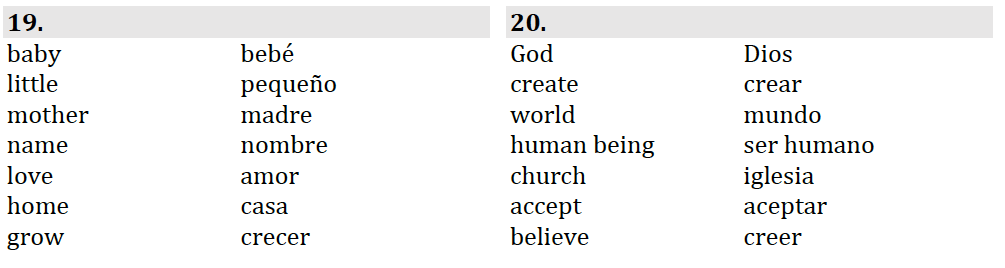 19.
baby bebé
little pequeño
mother madre
name nombre
love amor
home casa
grow crecer
20.
God Dios
create crear
world mundo
human being ser humano
church iglesia
accept aceptar
believe creer